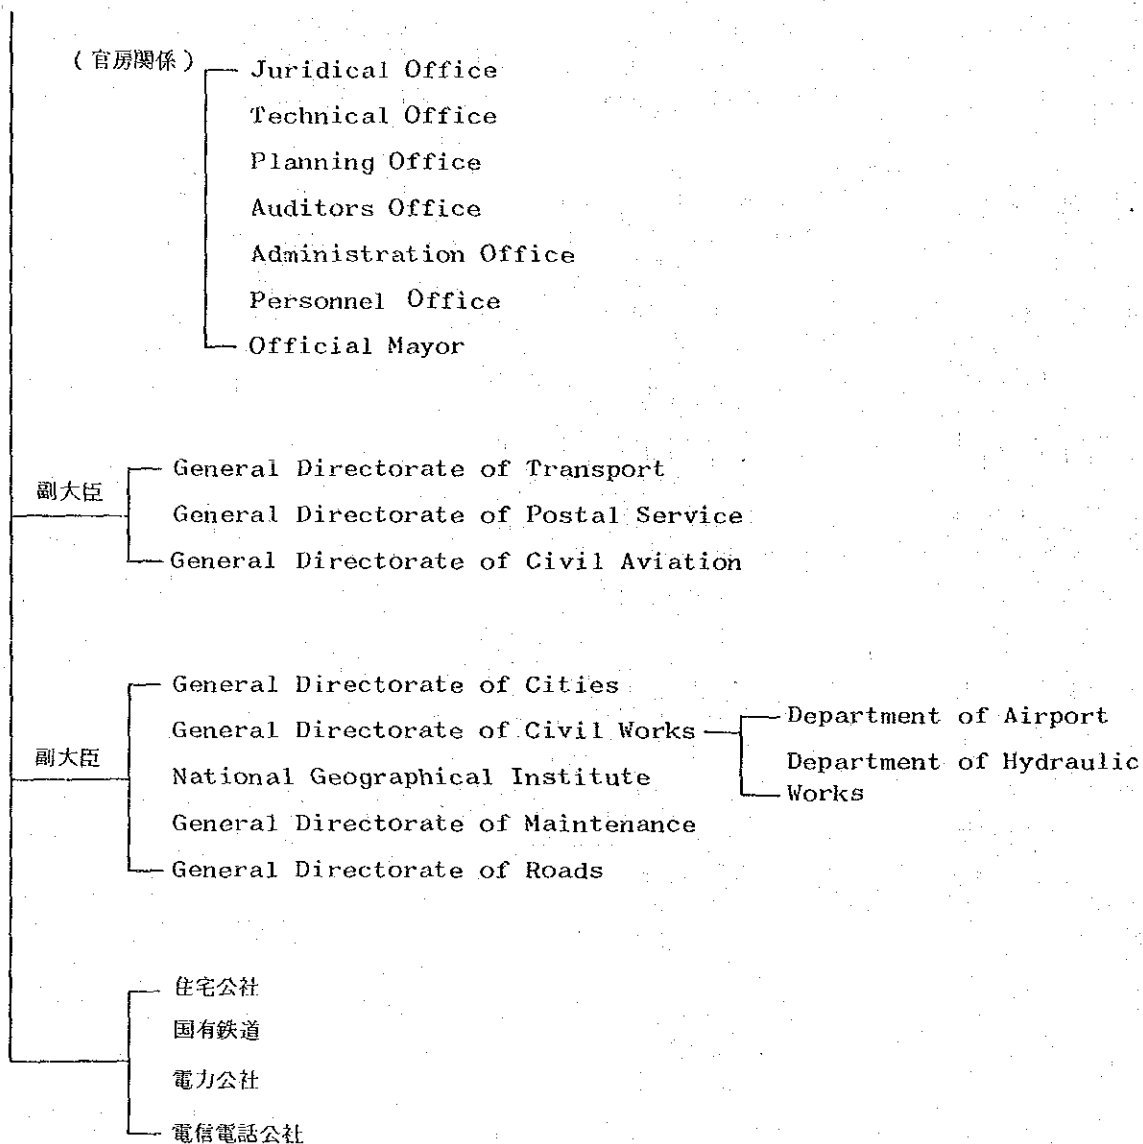 (官房関係)
Juridical Office
Technical Office
Planning Office
Auditors Office
Administration Office
Personnel Office
Official Mayor
副大臣
General Directorate of Transport
General Directorate of Postal Service
General Directorate of Civil Aviation
副大臣
General Directorate of Cities
General Directorate of Civil Works
Department of Airport
Department of Hydraulic
Works
National Geographical Institute
General Directorate of Maintenance
General Directorate of Roads
住宅公社
国有鉄道
電力公社
電信電話公社